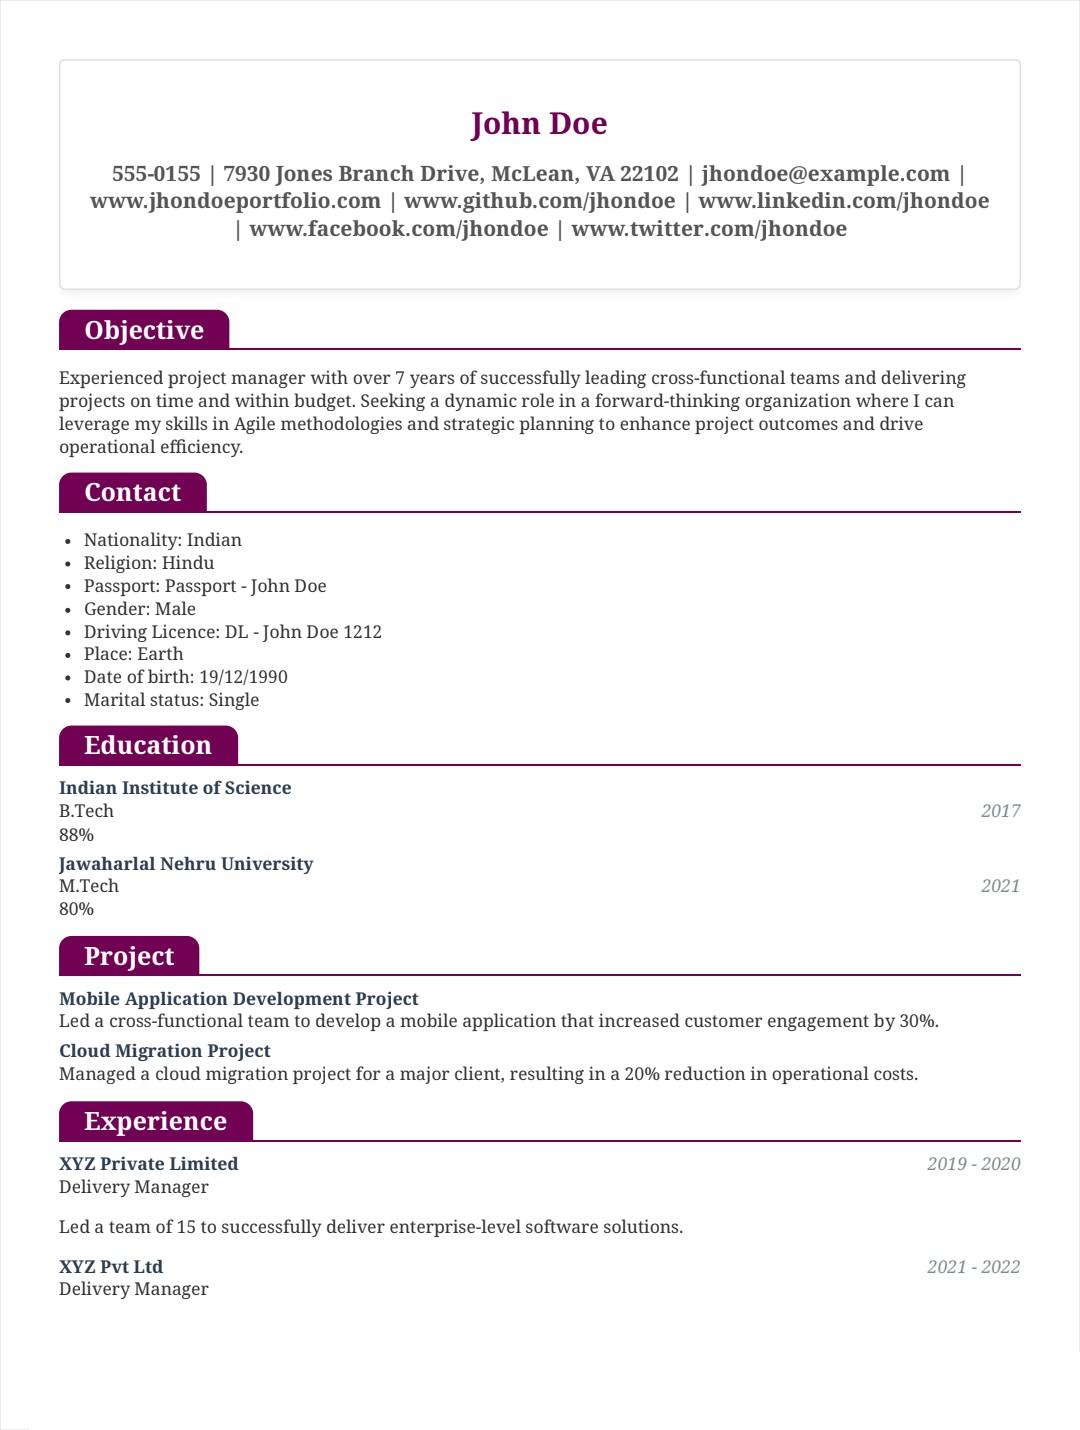 John Doe
555-0155 | 7930 Jones Branch Drive, McLean, VA 22102 | jhondoe@example.com |
www.jhondoeportfolio.com | www.github.com/jhondoe | www.linkedin.com/jhondoe
| www.facebook.com/jhondoe | www.twitter.com/jhondoe
Objective
Experienced project manager with over 7 years of successfully leading cross-functional teams and delivering
projects on time and within budget. Seeking a dynamic role in a forward-thinking organization where I can
leverage my skills in Agile methodologies and strategic planning to enhance project outcomes and drive
operational efficiency.
Contact
• Nationality: Indian
• Religion: Hindu
• Passport: Passport - John Doe
• Gender: Male
• Driving Licence: DL - John Doe 1212
• Place: Earth
• Date of birth: 19/12/1990
• Marital status: Single
Education
Indian Institute of Science
B.Tech 2017
88%
Jawaharlal Nehru University
M.Tech 2021
80%
Project
Mobile Application Development Project
Led a cross-functional team to develop a mobile application that increased customer engagement by 30%.
Cloud Migration Project
Managed a cloud migration project for a major client, resulting in a 20% reduction in operational costs.
Experience
XYZ Private Limited 2019 - 2020
Delivery Manager
Led a team of 15 to successfully deliver enterprise-level software solutions.
XYZ Pvt Ltd 2021 - 2022
Delivery Manager